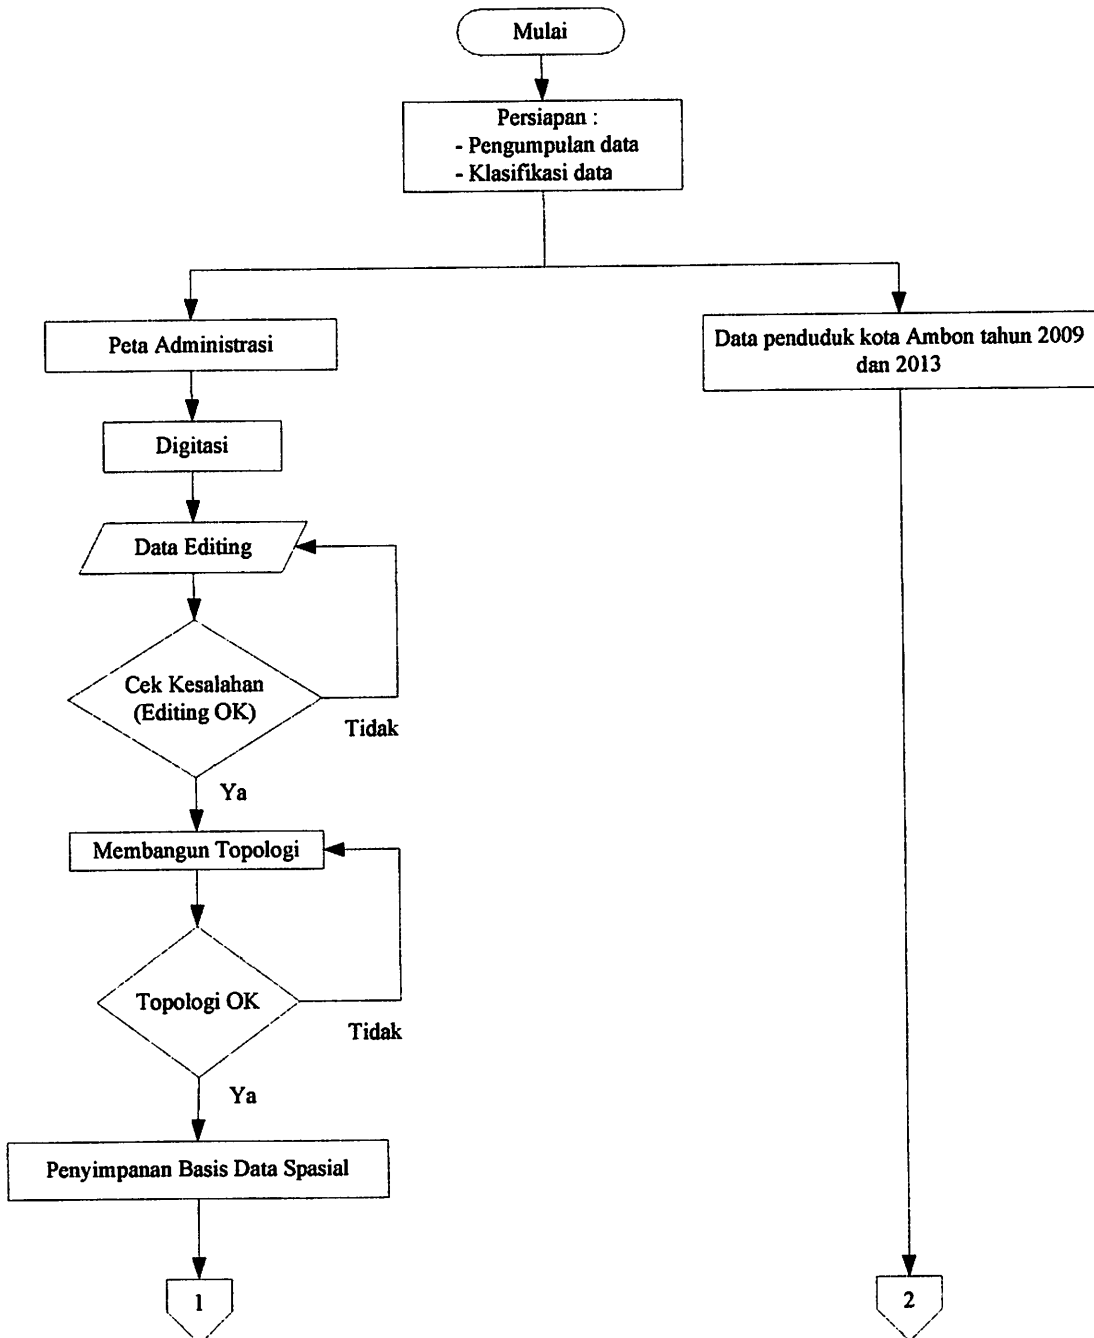 Mulai
Persiapan :
- Pengumpulan data
- Klasifikasi data
Peta Administrasi
Data penduduk kota Ambon tahun 2009
dan 2013
Digitasi
Data Editing
Cek Kesalahan
(Editing OK)
Tidak
Ya
Membangun Topologi
Topologi OK
Tidak
Ya
Penyimpanan Basis Data Spasial
1
2